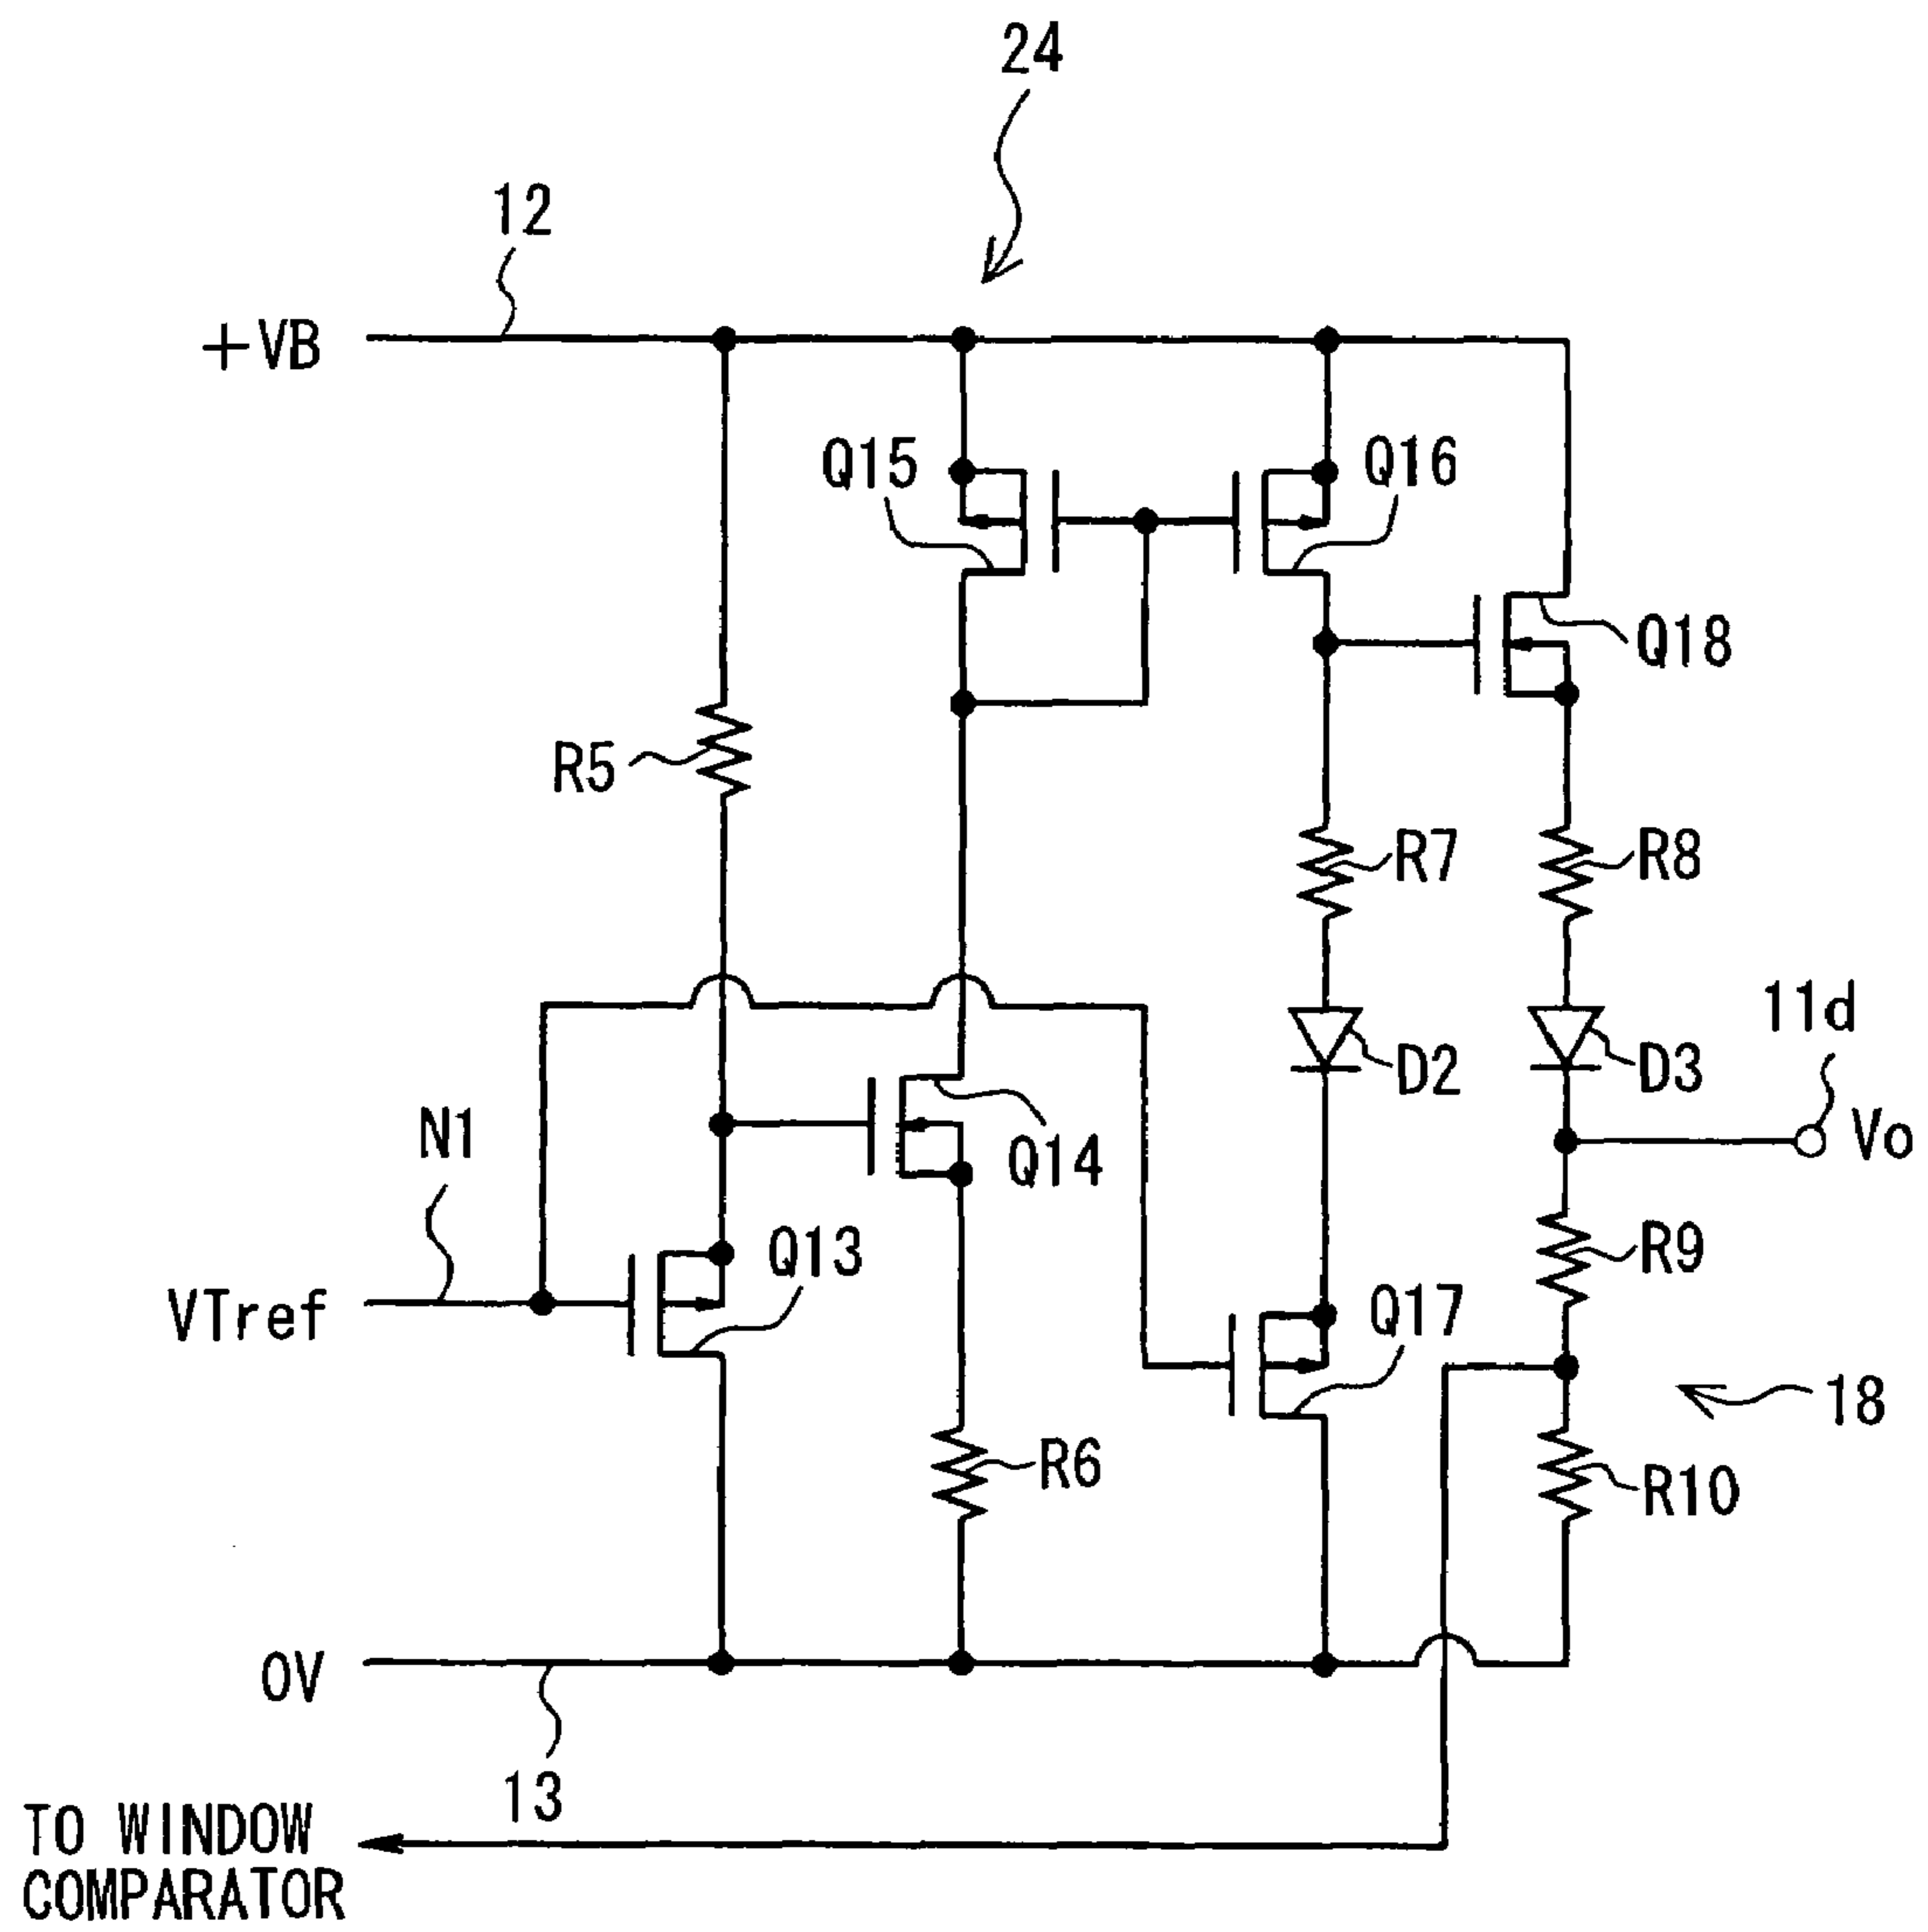 24
12
+VB
Q15
Q16
Q18
R5
R7
R8
11d
D2
D3
N1
Q14
Vo
Q13
R9
VTref
Q17
18
R6
R10
0V
13
TO WINDOW
COMPARATOR